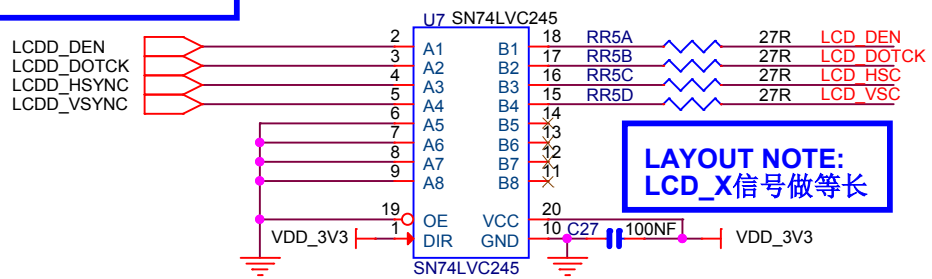 U7 SN74LVC245
LCDD_DEN 2 A1 B1 18 RR5A 27R LCD_DEN
LCDD_DOTCK 3 A2 B2 17 RR5B 27R LCD_DOTCK
LCDD_HSYNC 4 A3 B3 16 RR5C 27R LCD_HSC
LCDD_VSYNC 5 A4 B4 15 RR5D 27R LCD_VSC
6 A5 B5 14
7 A6 B6 13
8 A7 B7 12
9 A8 B8 11
LAYOUT NOTE:
LCD_X信号做等长
19 OE VCC 20
VDD_3V3 1 DIR GND 10 C27 100NF VDD_3V3
SN74LVC245